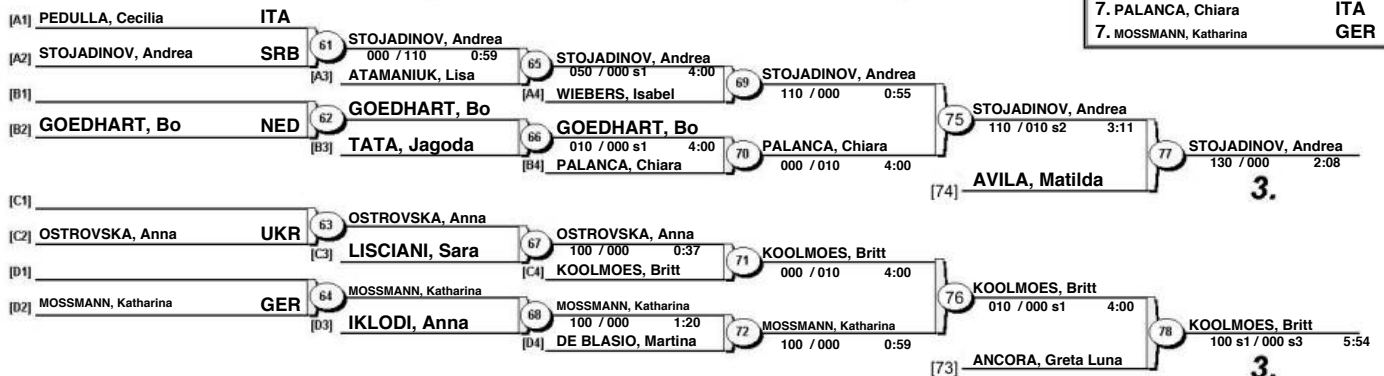 7. PALANCA, Chiara ITA
7. MOSSMANN, Katharina GER
[A1] PEDULLA, Cecilia ITA
61 STOJADINOV, Andrea
000 / 110 0:59
[A2] STOJADINOV, Andrea SRB
[A3] ATAMANIUK, Lisa
65 STOJADINOV, Andrea
050 / 000 s1 4:00
[A4] WIEBERS, Isabel
69 STOJADINOV, Andrea
110 / 000 0:55
[B1]
[B2] GOEDHART, Bo NED
62 GOEDHART, Bo
[B3] TATA, Jagoda
66 GOEDHART, Bo
010 / 000 s1 4:00
[B4] PALANCA, Chiara
70 PALANCA, Chiara
000 / 010 4:00
75 STOJADINOV, Andrea
110 / 010 s2 3:11
[74] AVILA, Matilda
77 STOJADINOV, Andrea
130 / 000 2:08
3.
[C1]
[C2] OSTROVSKA, Anna UKR
63 OSTROVSKA, Anna
[C3] LISCIANI, Sara
67 OSTROVSKA, Anna
100 / 000 0:37
[C4] KOOLMOES, Britt
71 KOOLMOES, Britt
000 / 010 4:00
[D1]
[D2] MOSSMANN, Katharina GER
64 MOSSMANN, Katharina
[D3] IKLODI, Anna
68 MOSSMANN, Katharina
100 / 000 1:20
[D4] DE BLASIO, Martina
72 MOSSMANN, Katharina
100 / 000 0:59
76 KOOLMOES, Britt
010 / 000 s1 4:00
[73] ANCORA, Greta Luna
78 KOOLMOES, Britt
100 s1 / 000 s3 5:54
3.